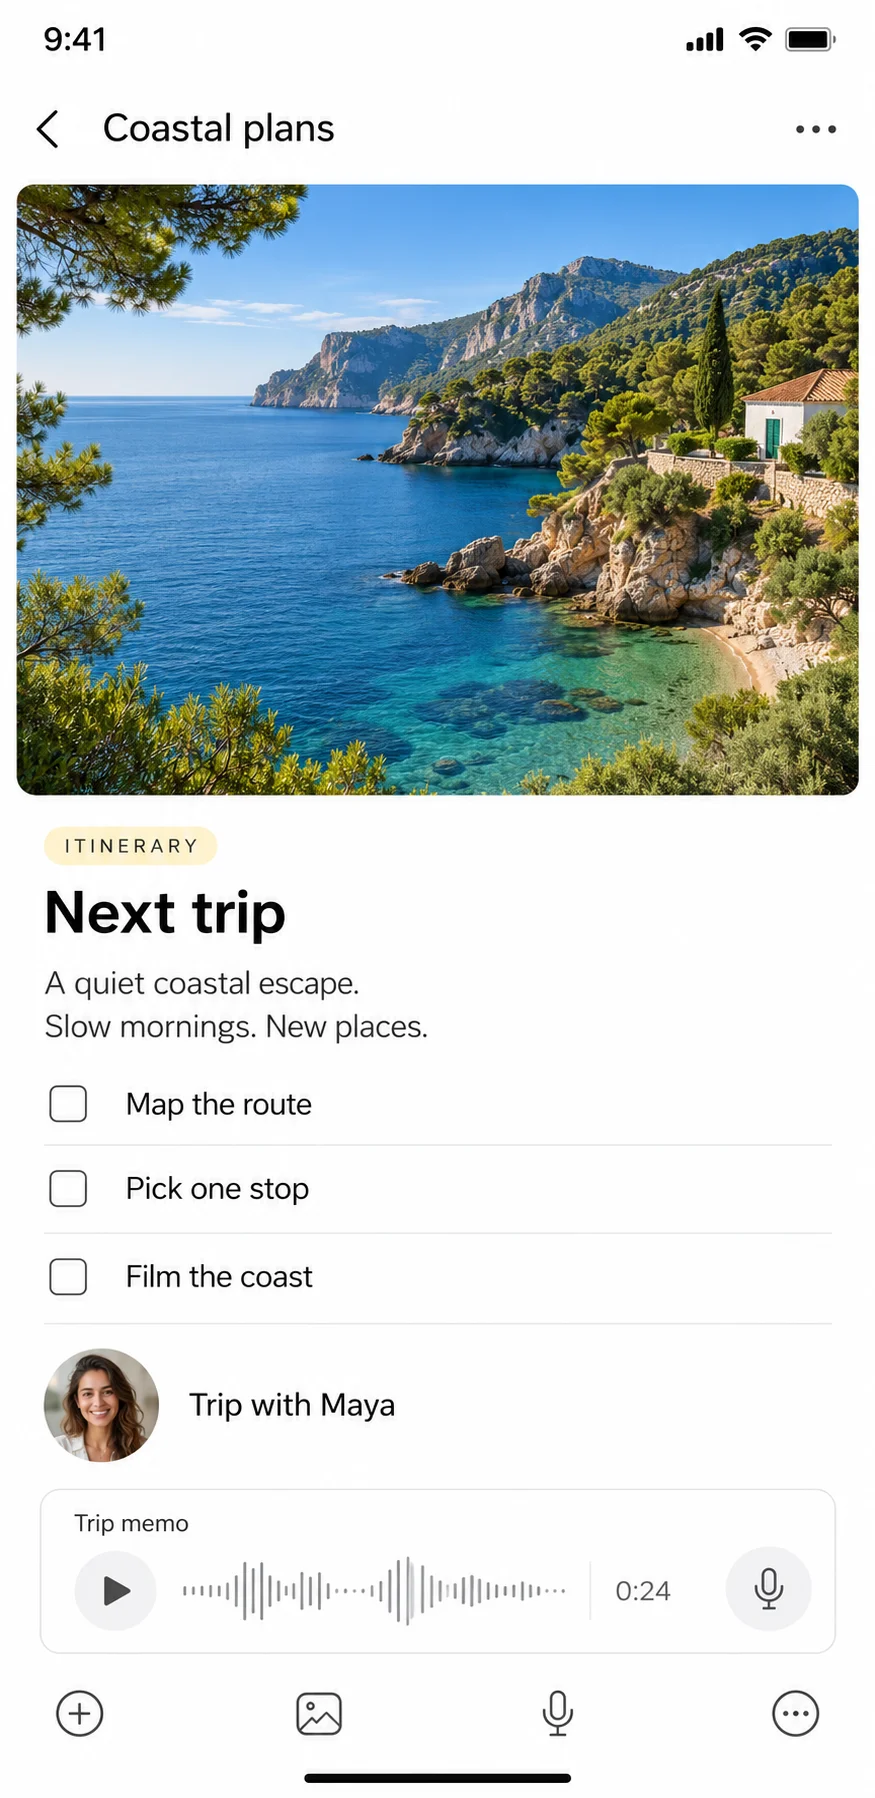 9:41
Coastal plans
ITINERARY
Next trip
A quiet coastal escape.
Slow mornings. New places.
Map the route
Pick one stop
Film the coast
Trip with Maya
Trip memo
0:24